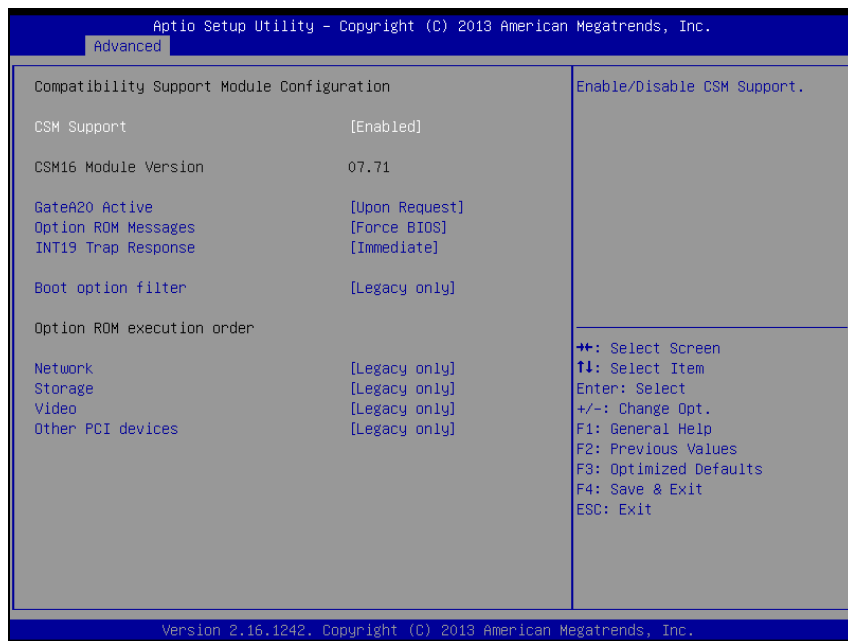 Aptio Setup Utility – Copyright (C) 2013 American Megatrends, Inc.
Advanced
Compatibility Support Module Configuration
CSM Support [Enabled]
CSM16 Module Version 07.71
GateA20 Active [Upon Request]
Option ROM Messages [Force BIOS]
INT19 Trap Response [Immediate]
Boot option filter [Legacy only]
Option ROM execution order
Network [Legacy only]
Storage [Legacy only]
Video [Legacy only]
Other PCI devices [Legacy only]
Enable/Disable CSM Support.
→←: Select Screen
↑↓: Select Item
Enter: Select
+/-: Change Opt.
F1: General Help
F2: Previous Values
F3: Optimized Defaults
F4: Save & Exit
ESC: Exit
Version 2.16.1242. Copyright (C) 2013 American Megatrends, Inc.